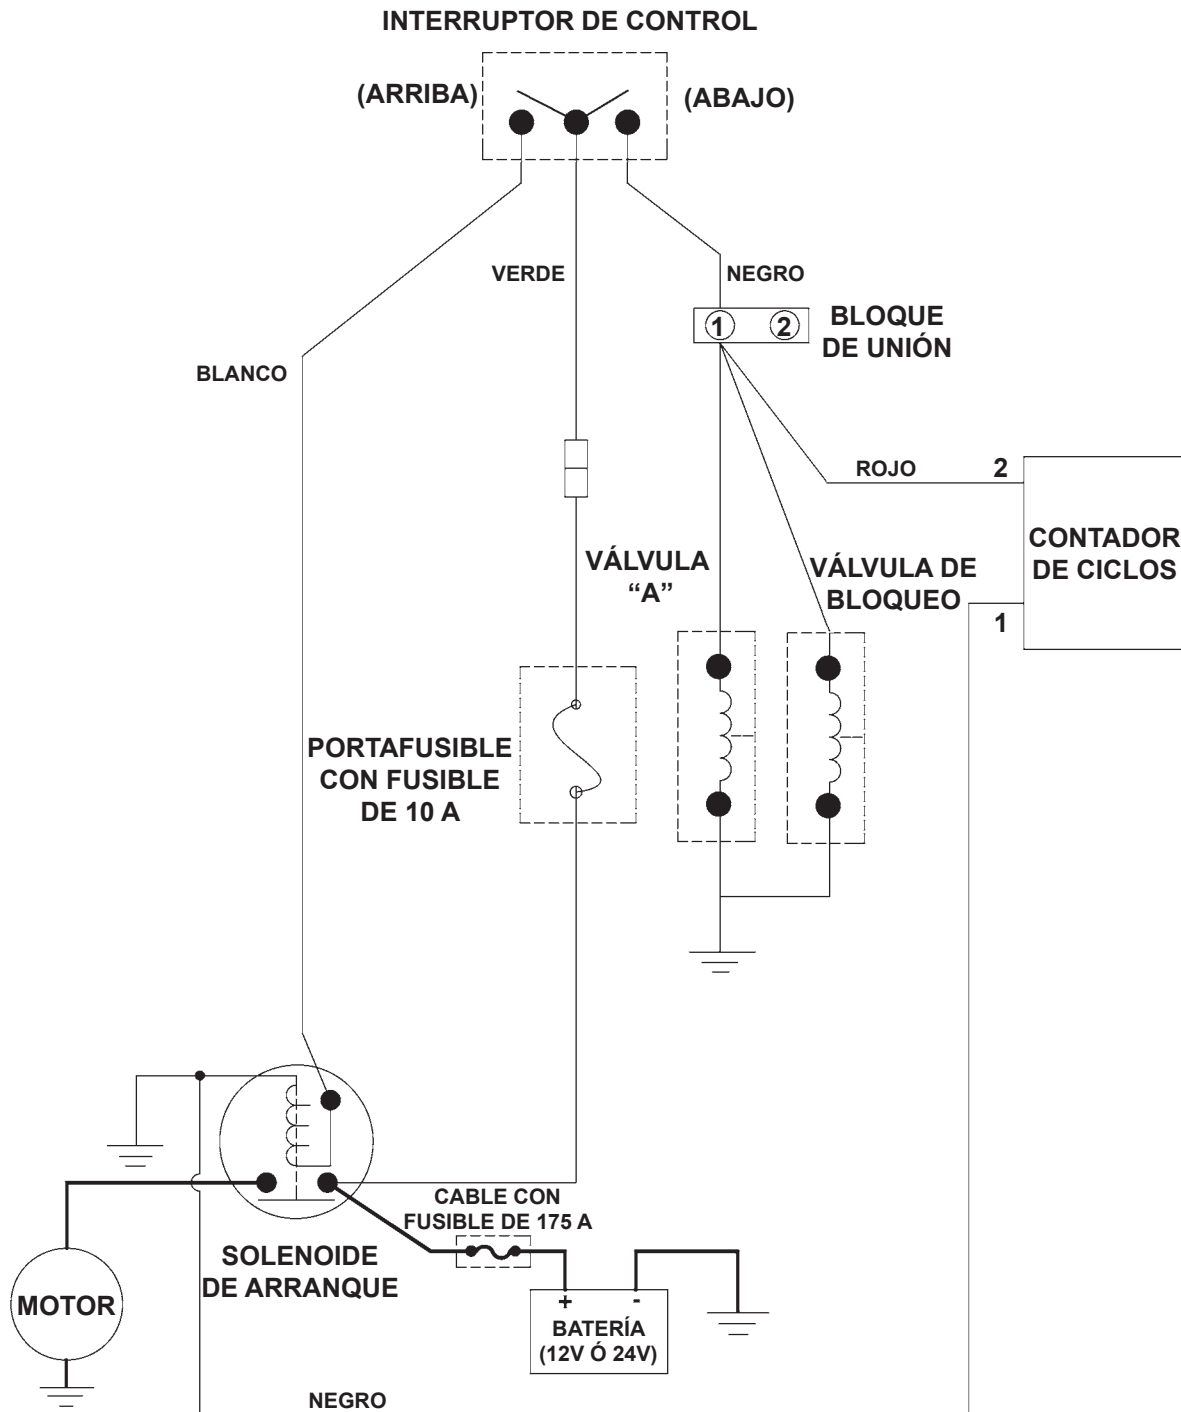 INTERRUPTOR DE CONTROL
(ARRIBA)
(ABAJO)
VERDE
NEGRO
1
2
BLOQUE
DE UNIÓN
BLANCO
ROJO
2
CONTADOR
DE CICLOS
1
VÁLVULA
“A”
VÁLVULA DE
BLOQUEO
PORTAFUSIBLE
CON FUSIBLE
DE 10 A
CABLE CON
FUSIBLE DE 175 A
SOLENOIDE
DE ARRANQUE
MOTOR
+
-
BATERÍA
(12V Ó 24V)
NEGRO